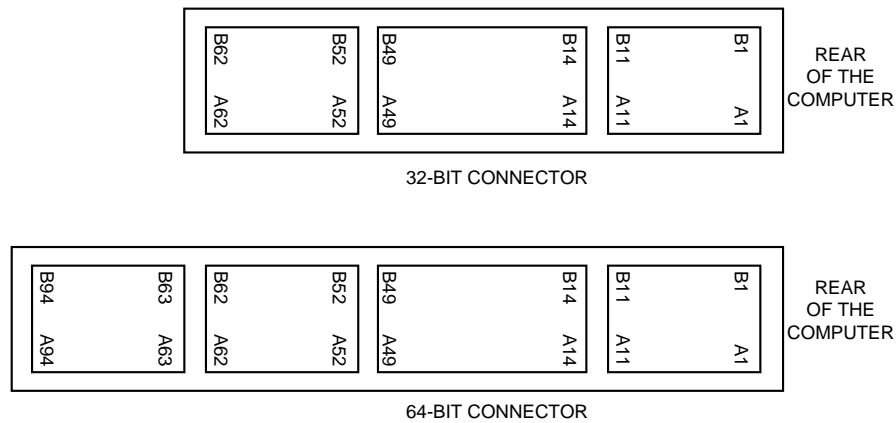 B62 B52 B49 B14 B11 B1
A62 A52 A49 A14 A11 A1
REAR
OF THE
COMPUTER
32-BIT CONNECTOR
B94 B63 B62 B52 B49 B14 B11 B1
A94 A63 A62 A52 A49 A14 A11 A1
REAR
OF THE
COMPUTER
64-BIT CONNECTOR